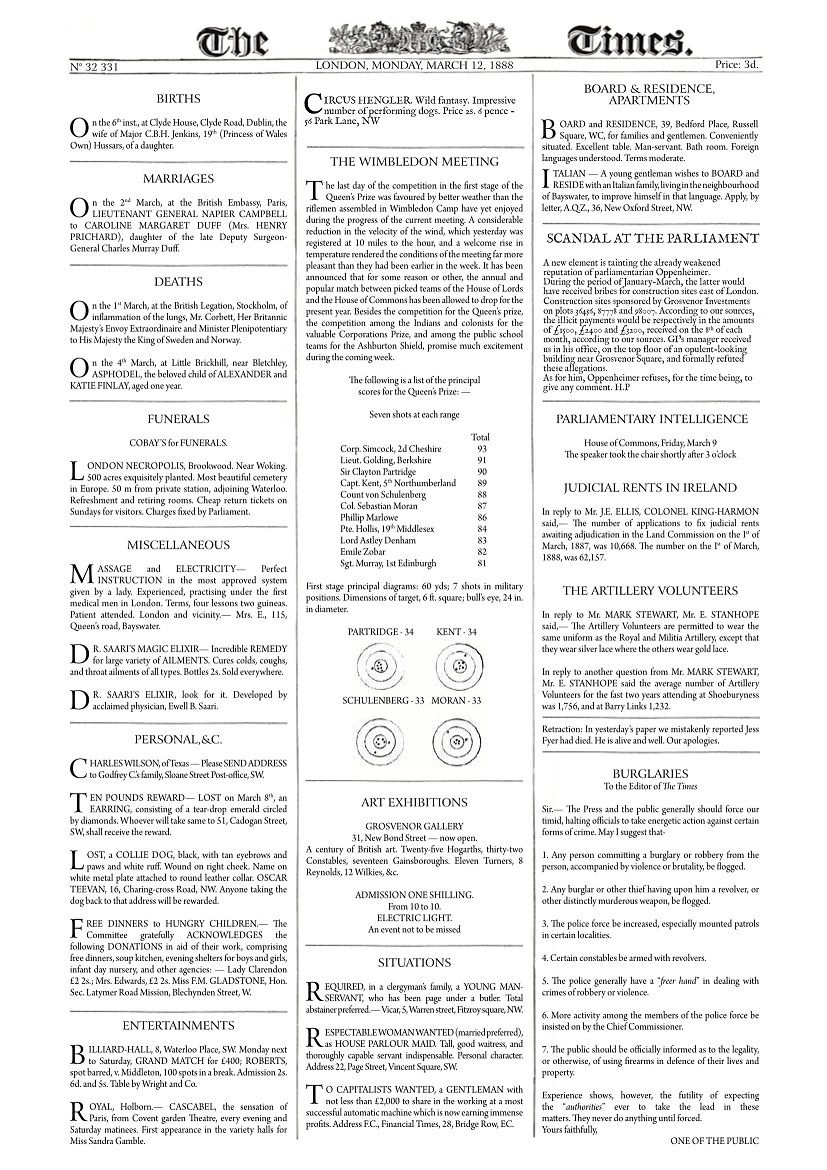 The Times.
N° 32 331
LONDON, MONDAY, MARCH 12, 1888
Price: 3d.
BIRTHS
On the 6th inst., at Clyde House, Clyde Road, Dublin, the
wife of Major C.B.H. Jenkins, 19th (Princess of Wales
Own) Hussars, of a daughter.
MARRIAGES
On the 2nd March, at the British Embassy, Paris,
LIEUTENANT GENERAL NAPIER CAMPBELL
to CAROLINE MARGARET DUFF (Mrs. HENRY
PRICHARD), daughter of the late Deputy Surgeon-
General Charles Murray Duff.
DEATHS
On the 1st March, at the British Legation, Stockholm, of
inflammation of the lungs, Mr. Corbett, Her Britannic
Majesty's Envoy Extraordinaire and Minister Plenipotentiary
to His Majesty the King of Sweden and Norway.
On the 4th March, at Little Brickhill, near Bletchley,
ASPHODEL, the beloved child of ALEXANDER and
KATIE FINLAY, aged one year.
FUNERALS
COBAY'S for FUNERALS.
LONDON NECROPOLIS, Brookwood. Near Woking.
500 acres exquisitely planted. Most beautiful cemetery
in Europe. 50 m from private station, adjoining Waterloo.
Refreshment and retiring rooms. Cheap return tickets on
Sundays for visitors. Charges fixed by Parliament.
MISCELLANEOUS
MASSAGE and ELECTRICITY— Perfect
INSTRUCTION in the most approved system
given by a lady. Experienced, practising under the first
medical men in London. Terms, four lessons two guineas.
Patient attended. London and vicinity.— Mrs. E., 115,
Queen's road, Bayswater.
DR. SAARI'S MAGIC ELIXIR— Incredible REMEDY
for large variety of AILMENTS. Cures colds, coughs,
and throat ailments of all types. Bottles 2s. Sold everywhere.
DR. SAARI'S ELIXIR, look for it. Developed by
acclaimed physician, Ewell B. Saari.
PERSONAL,&C.
CHARLES WILSON, of Texas — Please SEND ADDRESS
to Godfrey C.'s family, Sloane Street Post-office, SW.
TEN POUNDS REWARD— LOST on March 8th, an
EARRING, consisting of a tear-drop emerald circled
by diamonds. Whoever will take same to 51, Cadogan Street,
SW, shall receive the reward.
LOST, a COLLIE DOG, black, with tan eyebrows and
paws and white ruff. Wound on right cheek. Name on
white metal plate attached to round leather collar. OSCAR
TEEVAN, 16, Charing-cross Road, NW. Anyone taking the
dog back to that address will be rewarded.
FREE DINNERS to HUNGRY CHILDREN.— The
Committee gratefully ACKNOWLEDGES the
following DONATIONS in aid of their work, comprising
free dinners, soup kitchen, evening shelters for boys and girls,
infant day nursery, and other agencies: — Lady Clarendon
£2 2s.; Mrs. Edwards, £2 2s. Miss F.M. GLADSTONE, Hon.
Sec. Latymer Road Mission, Blechynden Street, W.
ENTERTAINMENTS
BILLIARD-HALL, 8, Waterloo Place, SW. Monday next
to Saturday, GRAND MATCH for £400; ROBERTS,
spot barred, v. Middleton, 100 spots in a break. Admission 2s.
6d. and 5s. Table by Wright and Co.
ROYAL, Holborn.— CASCABEL, the sensation of
Paris, from Covent garden Theatre, every evening and
Saturday matinees. First appearance in the variety halls for
Miss Sandra Gamble.
CIRCUS HENGLER. Wild fantasy. Impressive
number of performing dogs. Price 2s. 6 pence -
56 Park Lane, NW
THE WIMBLEDON MEETING
The last day of the competition in the first stage of the
Queen's Prize was favoured by better weather than the
riflemen assembled in Wimbledon Camp have yet enjoyed
during the progress of the current meeting. A considerable
reduction in the velocity of the wind, which yesterday was
registered at 10 miles to the hour, and a welcome rise in
temperature rendered the conditions of the meeting far more
pleasant than they had been earlier in the week. It has been
announced that for some reason or other, the annual and
popular match between picked teams of the House of Lords
and the House of Commons has been allowed to drop for the
present year. Besides the competition for the Queen's prize,
the competition among the Indians and colonists for the
valuable Corporations Prize, and among the public school
teams for the Ashburton Shield, promise much excitement
during the coming week.
The following is a list of the principal
scores for the Queen's Prize: —
Seven shots at each range
Total
Corp. Simcock, 2d Cheshire 93
Lieut. Golding, Berkshire 91
Sir Clayton Partridge 90
Capt. Kent, 5th Northumberland 89
Count von Schulenberg 88
Col. Sebastian Moran 87
Phillip Marlowe 86
Pte. Hollis, 19th Middlesex 84
Lord Astley Denham 83
Emile Zobar 82
Sgt. Murray, 1st Edinburgh 81
First stage principal diagrams: 60 yds; 7 shots in military
positions. Dimensions of target, 6 ft. square; bull's eye, 24 in.
in diameter.
PARTRIDGE - 34 KENT - 34
SCHULENBERG - 33 MORAN - 33
ART EXHIBITIONS
GROSVENOR GALLERY
31, New Bond Street — now open.
A century of British art. Twenty-five Hogarths, thirty-two
Constables, seventeen Gainsboroughs. Eleven Turners, 8
Reynolds, 12 Wilkies, &c.
ADMISSION ONE SHILLING.
From 10 to 10.
ELECTRIC LIGHT.
An event not to be missed
SITUATIONS
REQUIRED, in a clergyman's family, a YOUNG MAN-
SERVANT, who has been page under a butler. Total
abstainer preferred.— Vicar, 5, Warren street, Fitzroy square, NW.
RESPECTABLE WOMAN WANTED (married preferred),
as HOUSE PARLOUR MAID. Tall, good waitress, and
thoroughly capable servant indispensable. Personal character.
Address 22, Page Street, Vincent Square, SW.
TO CAPITALISTS WANTED, a GENTLEMAN with
not less than £2,000 to share in the working at a most
successful automatic machine which is now earning immense
profits. Address F.C., Financial Times, 28, Bridge Row, EC.
BOARD & RESIDENCE,
APARTMENTS
BOARD and RESIDENCE, 39, Bedford Place, Russell
Square, WC, for families and gentlemen. Conveniently
situated. Excellent table. Man-servant. Bath room. Foreign
languages understood. Terms moderate.
ITALIAN — A young gentleman wishes to BOARD and
RESIDE with an Italian family, living in the neighbourhood
of Bayswater, to improve himself in that language. Apply, by
letter, A.Q.Z., 36, New Oxford Street, NW.
SCANDAL AT THE PARLIAMENT
A new element is tainting the already weakened
reputation of parliamentarian Oppenheimer.
During the period of January-March, the latter would
have received bribes for construction sites east of London.
Construction sites sponsored by Grosvenor Investments
on plots 36465, 87778 and 98007. According to our sources,
the illicit payments would be respectively in the amounts
of £1500, £2400 and £3200, received on the 8th of each
month, according to our sources. GP's manager received
us in his office, on the top floor of an opulent-looking
building near Grosvenor Square, and formally refuted
these allegations.
As for him, Oppenheimer refuses, for the time being, to
give any comment. H.P
PARLIAMENTARY INTELLIGENCE
House of Commons, Friday, March 9
The speaker took the chair shortly after 3 o'clock
JUDICIAL RENTS IN IRELAND
In reply to Mr. J.E. ELLIS, COLONEL KING-HARMON
said,— The number of applications to fix judicial rents
awaiting adjudication in the Land Commission on the 1st of
March, 1887, was 10,668. The number on the 1st of March,
1888, was 62,157.
THE ARTILLERY VOLUNTEERS
In reply to Mr. MARK STEWART, Mr. E. STANHOPE
said,— The Artillery Volunteers are permitted to wear the
same uniform as the Royal and Militia Artillery, except that
they wear silver lace where the others wear gold lace.
In reply to another question from Mr. MARK STEWART,
Mr. E. STANHOPE said the average number of Artillery
Volunteers for the fast two years attending at Shoeburyness
was 1,756, and at Barry Links 1,232.
Retraction: In yesterday's paper we mistakenly reported Jess
Fyer had died. He is alive and well. Our apologies.
BURGLARIES
To the Editor of The Times
Sir.— The Press and the public generally should force our
timid, halting officials to take energetic action against certain
forms of crime. May I suggest that-
1. Any person committing a burglary or robbery from the
person, accompanied by violence or brutality, be flogged.
2. Any burglar or other thief having upon him a revolver, or
other distinctly murderous weapon, be flogged.
3. The police force be increased, especially mounted patrols
in certain localities.
4. Certain constables be armed with revolvers.
5. The police generally have a "freer hand" in dealing with
crimes of robbery or violence.
6. More activity among the members of the police force be
insisted on by the Chief Commissioner.
7. The public should be officially informed as to the legality,
or otherwise, of using firearms in defence of their lives and
property.
Experience shows, however, the futility of expecting
the "authorities" ever to take the lead in these
matters. They never do anything until forced.
Yours faithfully,
ONE OF THE PUBLIC